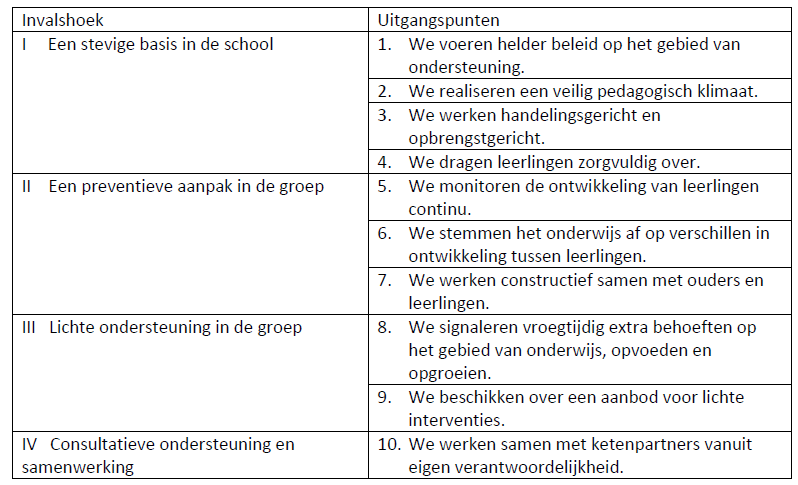 Invalshoek
Uitgangspunten
I Een stevige basis in de school
1. We voeren helder beleid op het gebied van
ondersteuning.
2. We realiseren een veilig pedagogisch klimaat.
3. We werken handelingsgericht en
opbrengstgericht.
4. We dragen leerlingen zorgvuldig over.
II Een preventieve aanpak in de groep
5. We monitoren de ontwikkeling van leerlingen
continu.
6. We stemmen het onderwijs af op verschillen in
ontwikkeling tussen leerlingen.
7. We werken constructief samen met ouders en
leerlingen.
III Lichte ondersteuning in de groep
8. We signaleren vroegtijdig extra behoeften op
het gebied van onderwijs, opvoeden en
opgroeien.
9. We beschikken over een aanbod voor lichte
interventies.
IV Consultatieve ondersteuning en
samenwerking
10. We werken samen met ketenpartners vanuit
eigen verantwoordelijkheid.